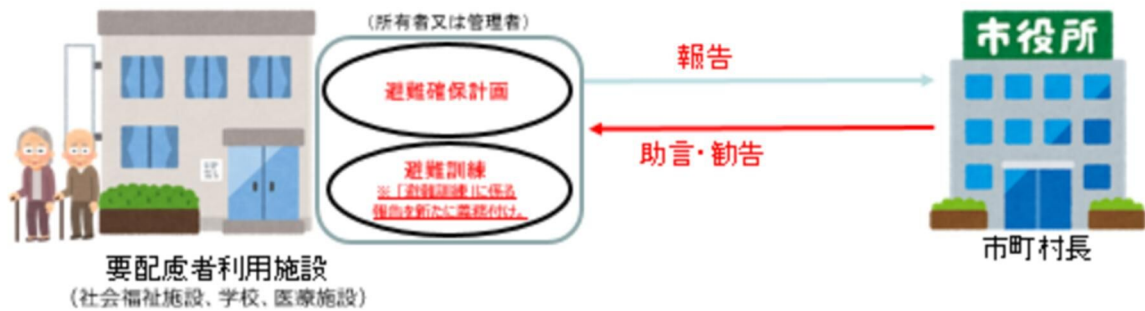 （所有者又は管理者）
避難確保計画
避難訓練
※「避難訓練」に係る
報告を新たに義務付け。
報告
助言・勧告
市役所
市町村長
要配慮者利用施設
（社会福祉施設、学校、医療施設）